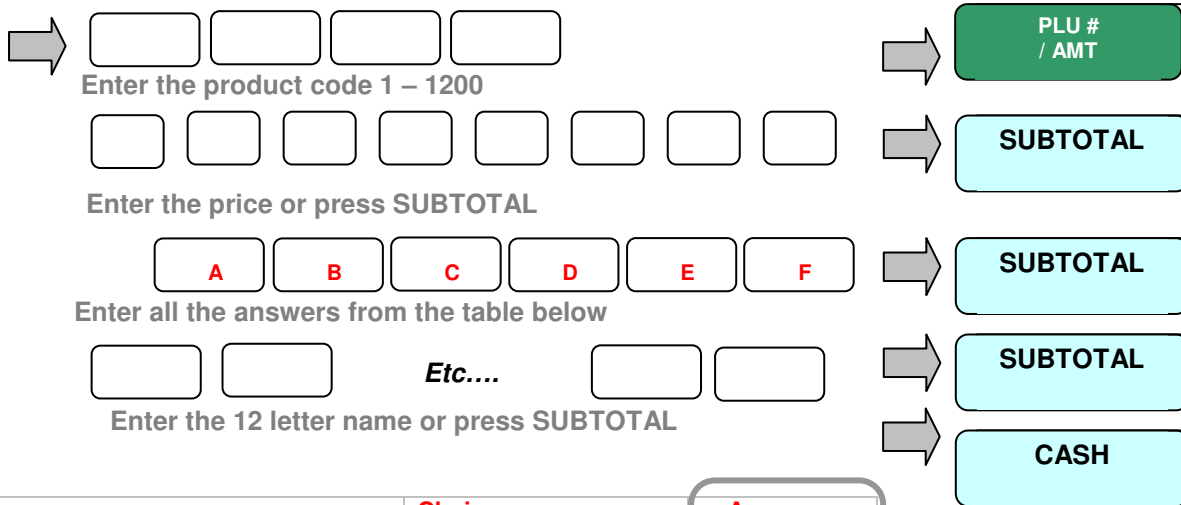 PLU #
/ AMT
Enter the product code 1 – 1200
SUBTOTAL
Enter the price or press SUBTOTAL
A B C D E F
SUBTOTAL
Enter all the answers from the table below
Etc….
SUBTOTAL
Enter the 12 letter name or press SUBTOTAL
CASH